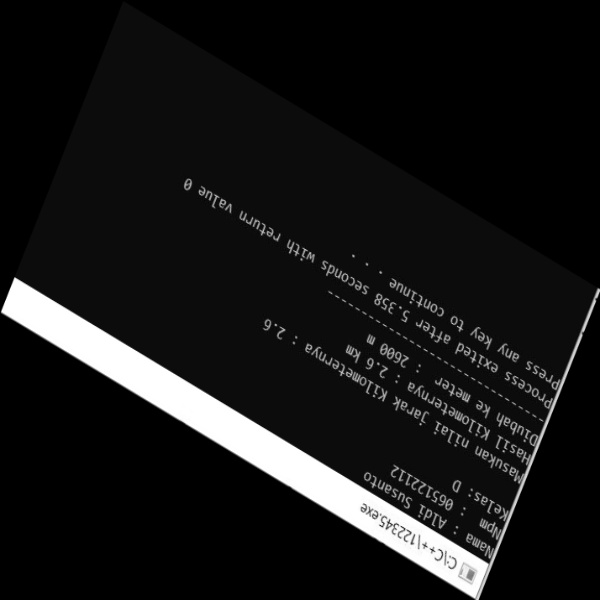 C:\C++\122345.exe
Nama : Aldi Susanto
Npm  : 065122112
Kelas: D
Masukan nilai jarak Kilometernya : 2.6
Hasil Kilometernya : 2.6 km
Diubah ke meter  : 2600 m
--------------------------------
Process exited after 5.358 seconds with return value 0
Press any key to continue . . .